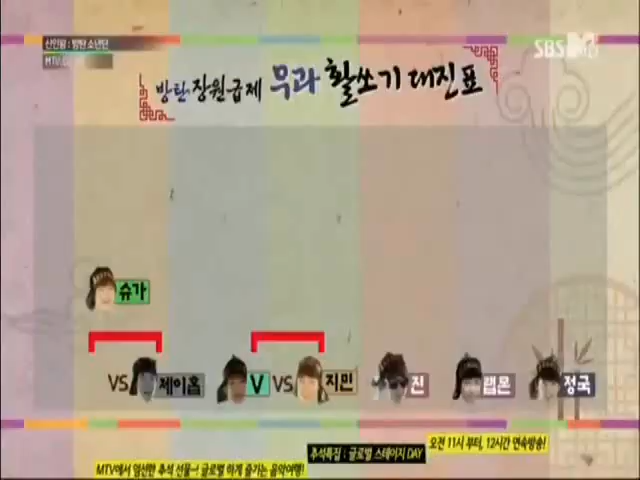 신인왕 : 방탄소년단
SBS MTV
방탄 장원급제 무과 활쏘기 대진표
슈가
VS 제이홉
V VS 지민
진
랩몬
정국
오전 11시 부터, 12시간 연속방송!
추석특집 : 글로벌 스테이지 DAY
MTV에서 엄선한 추석 선물~! 글로벌 하게 즐기는 음악여행!